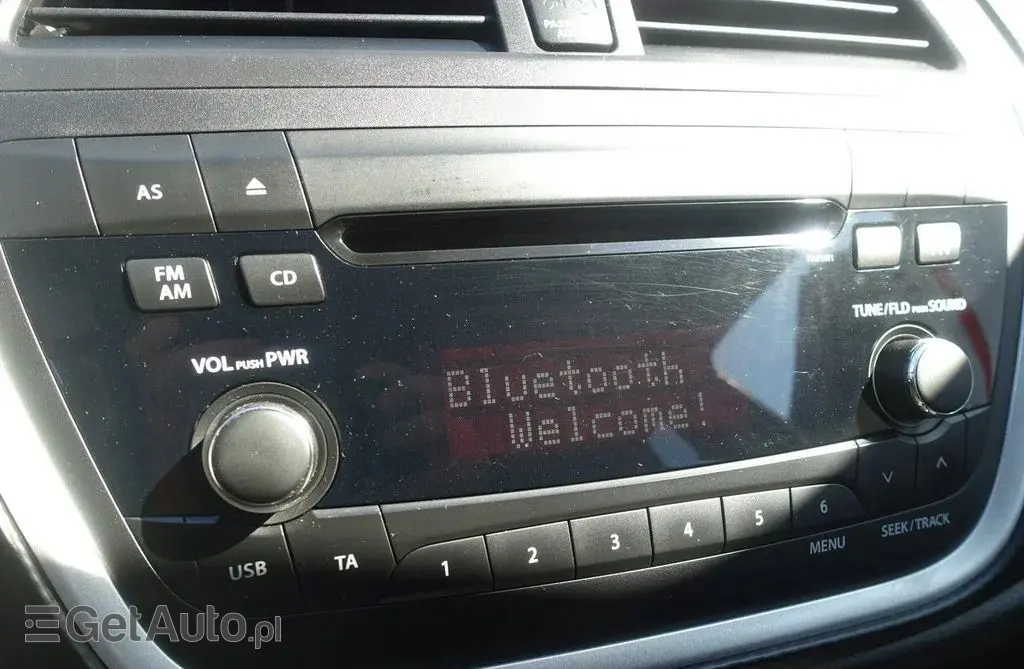 AS
FM
AM
CD
VOL PUSH PWR
TUNE/FLD PUSH SOUND
Bluetooth
Welcome!
USB
TA
1
2
3
4
5
6
MENU
SEEK/TRACK
GetAuto.pl